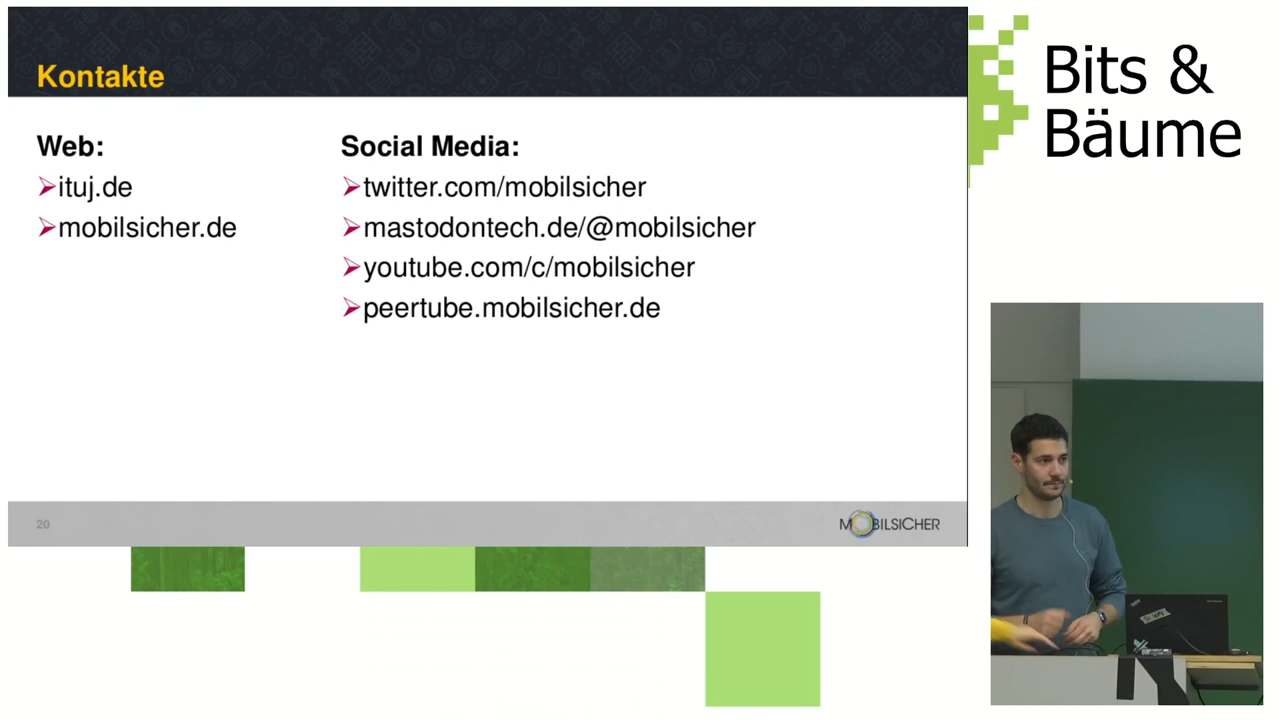 Kontakte
Web:
ituj.de
mobilsicher.de
Social Media:
twitter.com/mobilsicher
mastodontech.de/@mobilsicher
youtube.com/c/mobilsicher
peertube.mobilsicher.de
20
MOBILSICHER
Bits &
Bäume